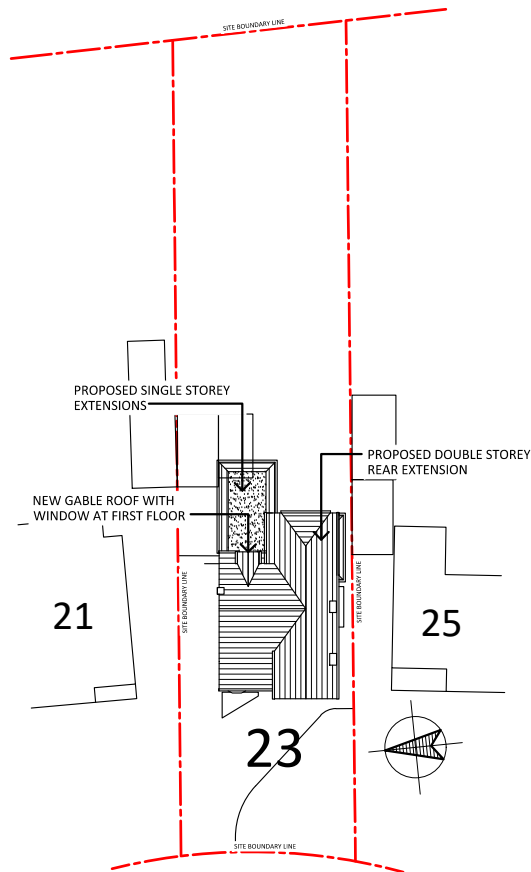 SITE BOUNDARY LINE
PROPOSED SINGLE STOREY
EXTENSIONS
PROPOSED DOUBLE STOREY
REAR EXTENSION
NEW GABLE ROOF WITH
WINDOW AT FIRST FLOOR
SITE BOUNDARY LINE
SITE BOUNDARY LINE
21
25
23
SITE BOUNDARY LINE